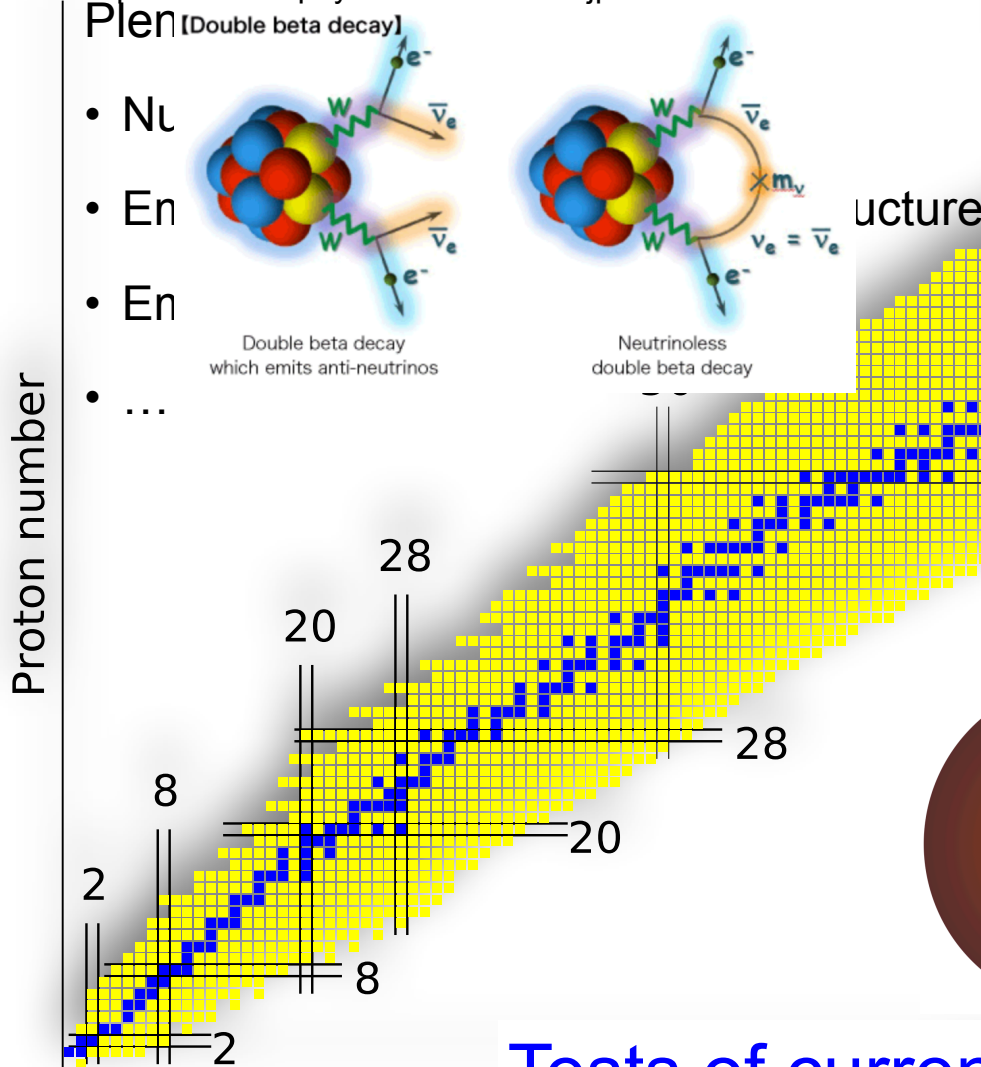 Plen
【Double beta decay】
e⁻
W
ν̅e
W
ν̅e
e⁻
Double beta decay
which emits anti-neutrinos
e⁻
W
ν̅e
mν
W
νe = ν̅e
e⁻
Neutrinoless
double beta decay
• Nu
• En
ucture
• En
• …
Proton number
28
20
8
2
28
20
8
2